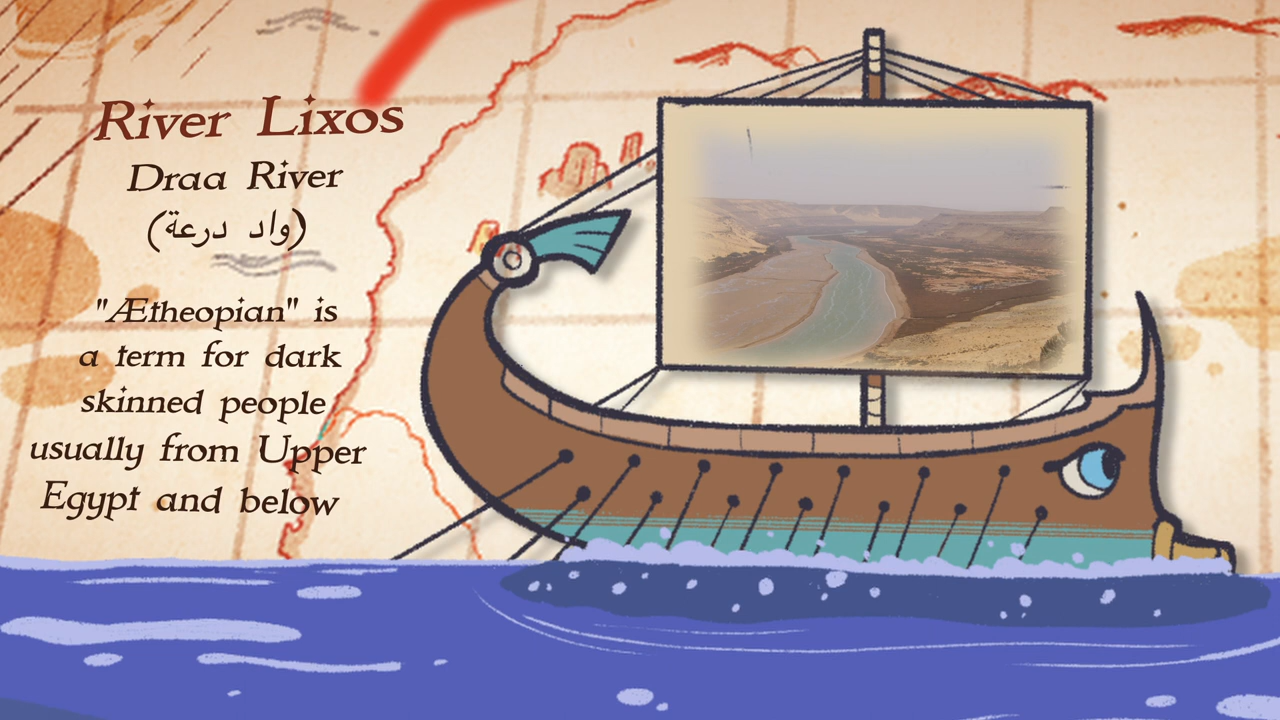 River Lixos
Draa River
(واد درعة)
"Ætheopian" is
a term for dark
skinned people
usually from Upper
Egypt and below